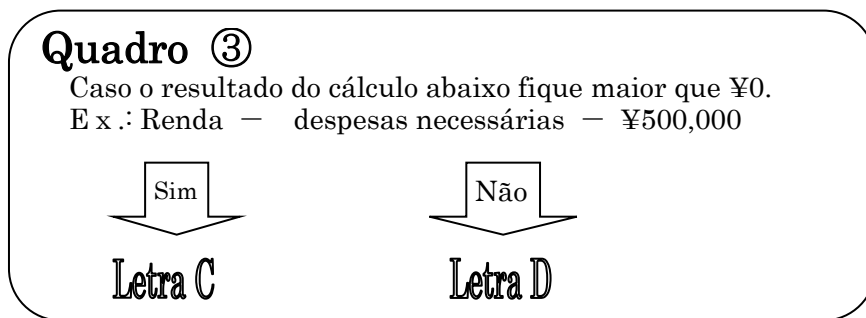 Quadro ③
Caso o resultado do cálculo abaixo fique maior que ¥0.
E x .: Renda － despesas necessárias － ¥500,000
Sim Não
Letra C Letra D